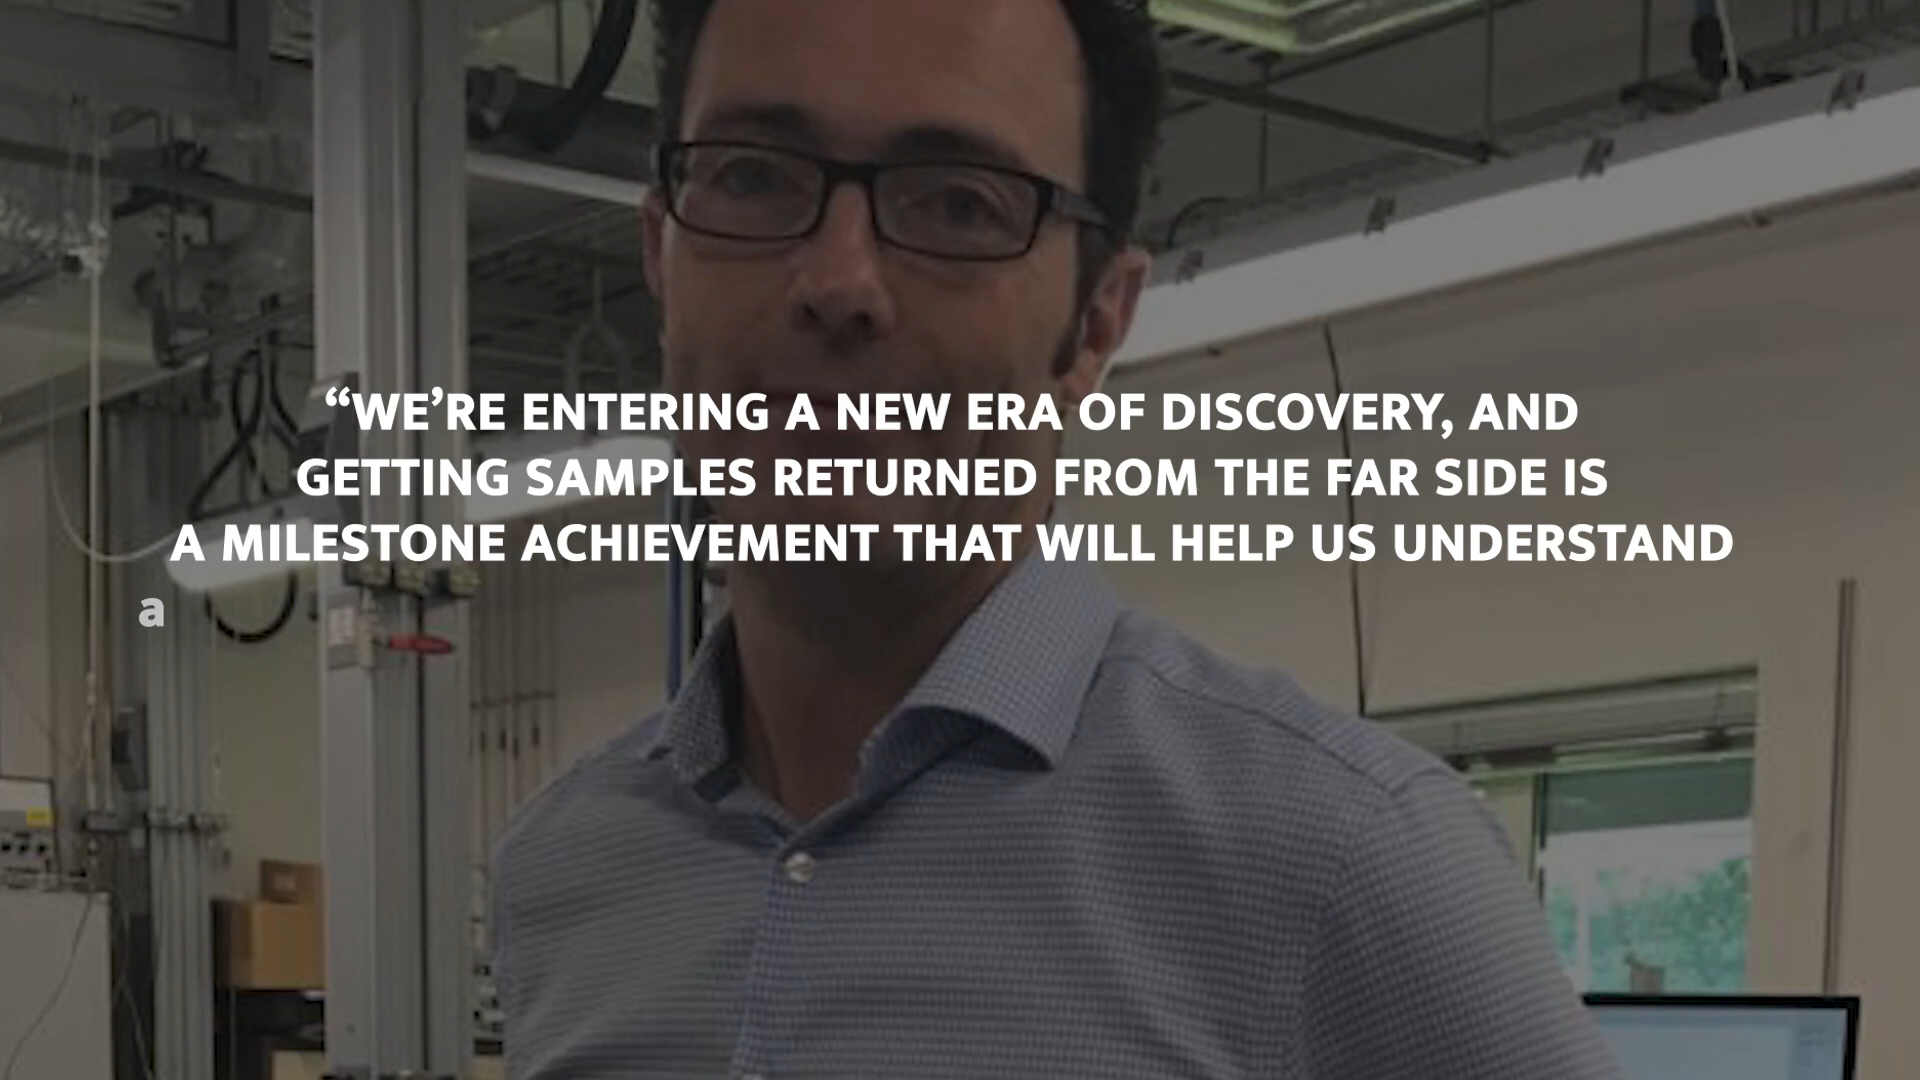 “WE’RE ENTERING A NEW ERA OF DISCOVERY, AND
GETTING SAMPLES RETURNED FROM THE FAR SIDE IS
A MILESTONE ACHIEVEMENT THAT WILL HELP US UNDERSTAND
a